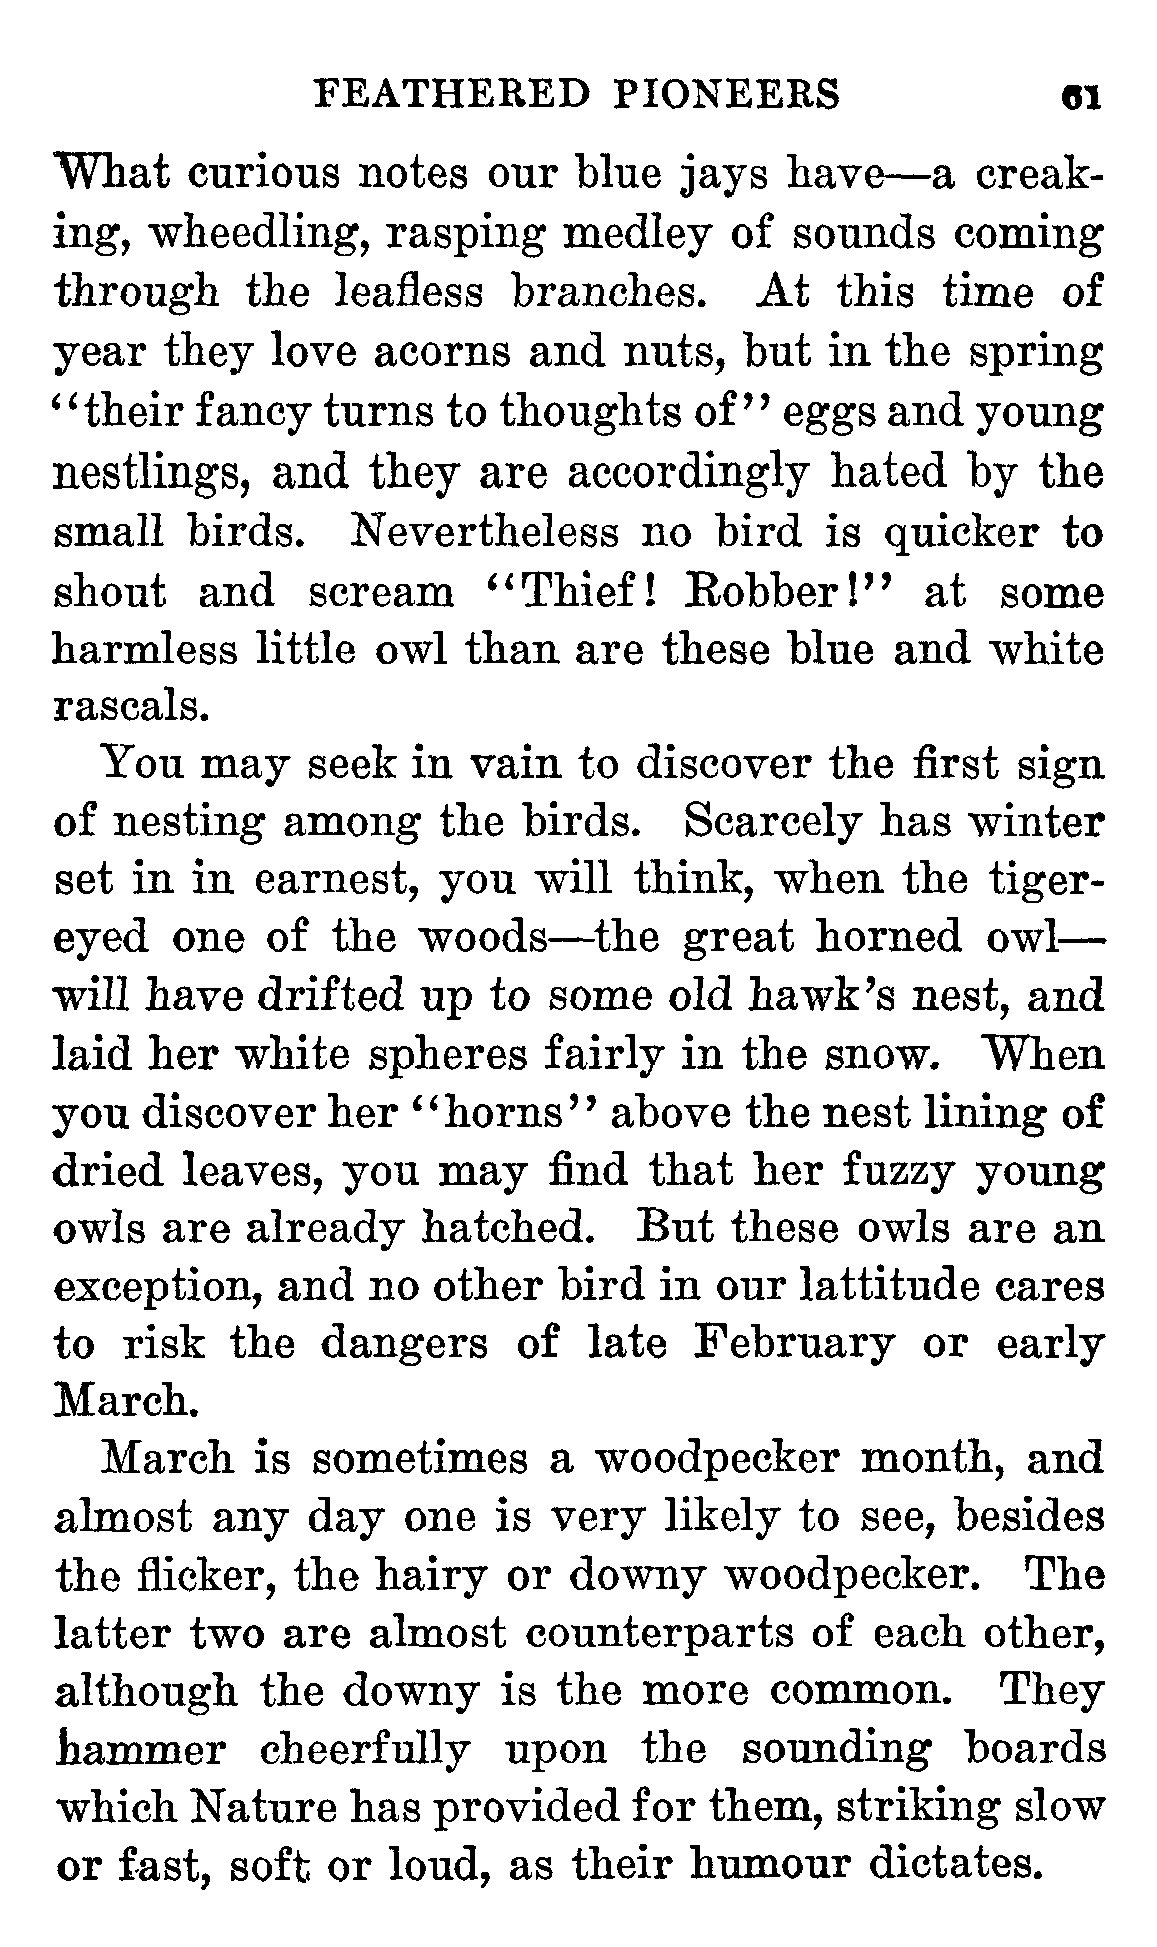 FEATHERED PIONEERS 61
What curious notes our blue jays have—a creak-
ing, wheedling, rasping medley of sounds coming
through the leafless branches. At this time of
year they love acorns and nuts, but in the spring
“their fancy turns to thoughts of” eggs and young
nestlings, and they are accordingly hated by the
small birds. Nevertheless no bird is quicker to
shout and scream “Thief! Robber!” at some
harmless little owl than are these blue and white
rascals.
You may seek in vain to discover the first sign
of nesting among the birds. Scarcely has winter
set in in earnest, you will think, when the tiger-
eyed one of the woods—the great horned owl—
will have drifted up to some old hawk’s nest, and
laid her white spheres fairly in the snow. When
you discover her “horns” above the nest lining of
dried leaves, you may find that her fuzzy young
owls are already hatched. But these owls are an
exception, and no other bird in our lattitude cares
to risk the dangers of late February or early
March.
March is sometimes a woodpecker month, and
almost any day one is very likely to see, besides
the flicker, the hairy or downy woodpecker. The
latter two are almost counterparts of each other,
although the downy is the more common. They
hammer cheerfully upon the sounding boards
which Nature has provided for them, striking slow
or fast, soft or loud, as their humour dictates.